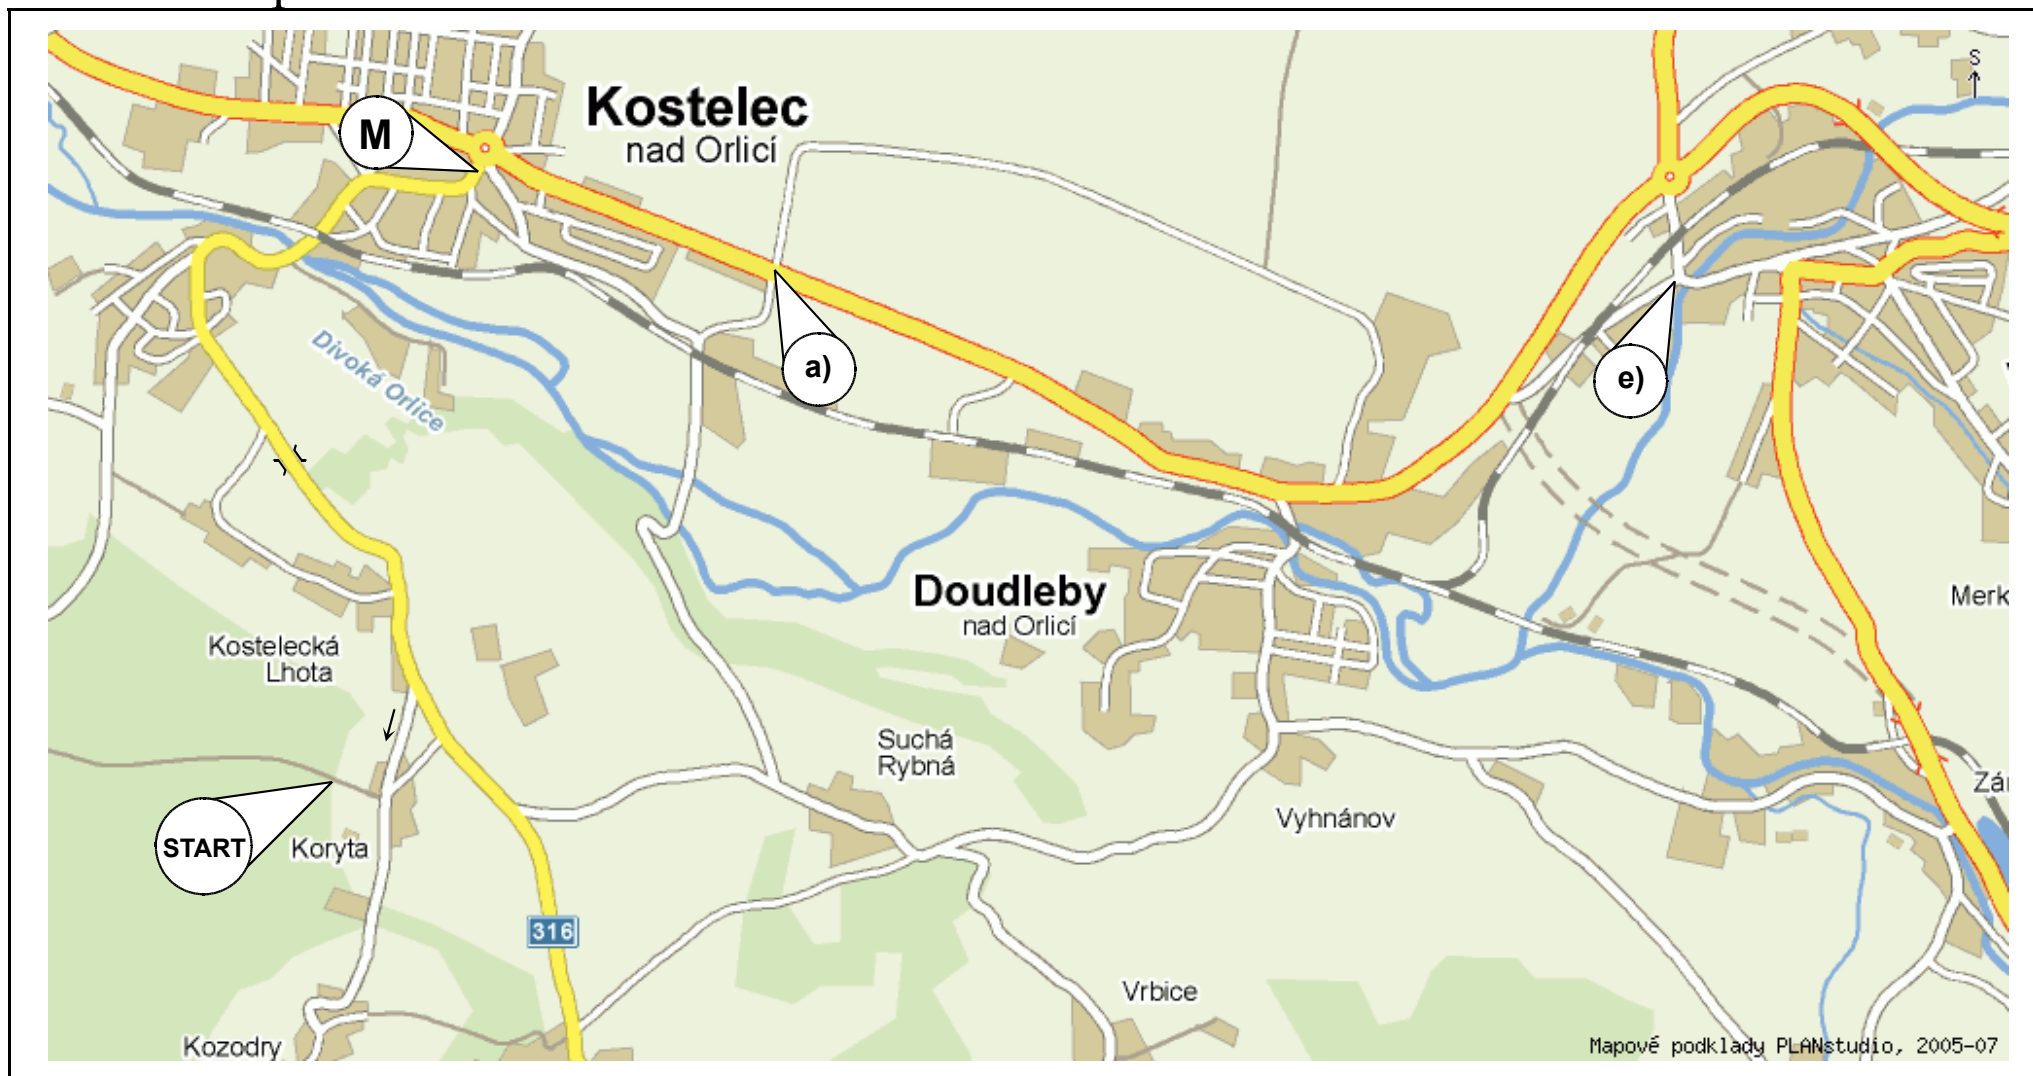 S
Kostelec
nad Orlicí
M
a)
e)
Divoká Orlice
Doudleby
nad Orlicí
Merk
Kostelecká
Lhota
Suchá
Rybná
Zá
START
Koryta
Vyhnánov
316
Vrbice
Kozodry
Mapové podklady PLANstudio, 2005-07